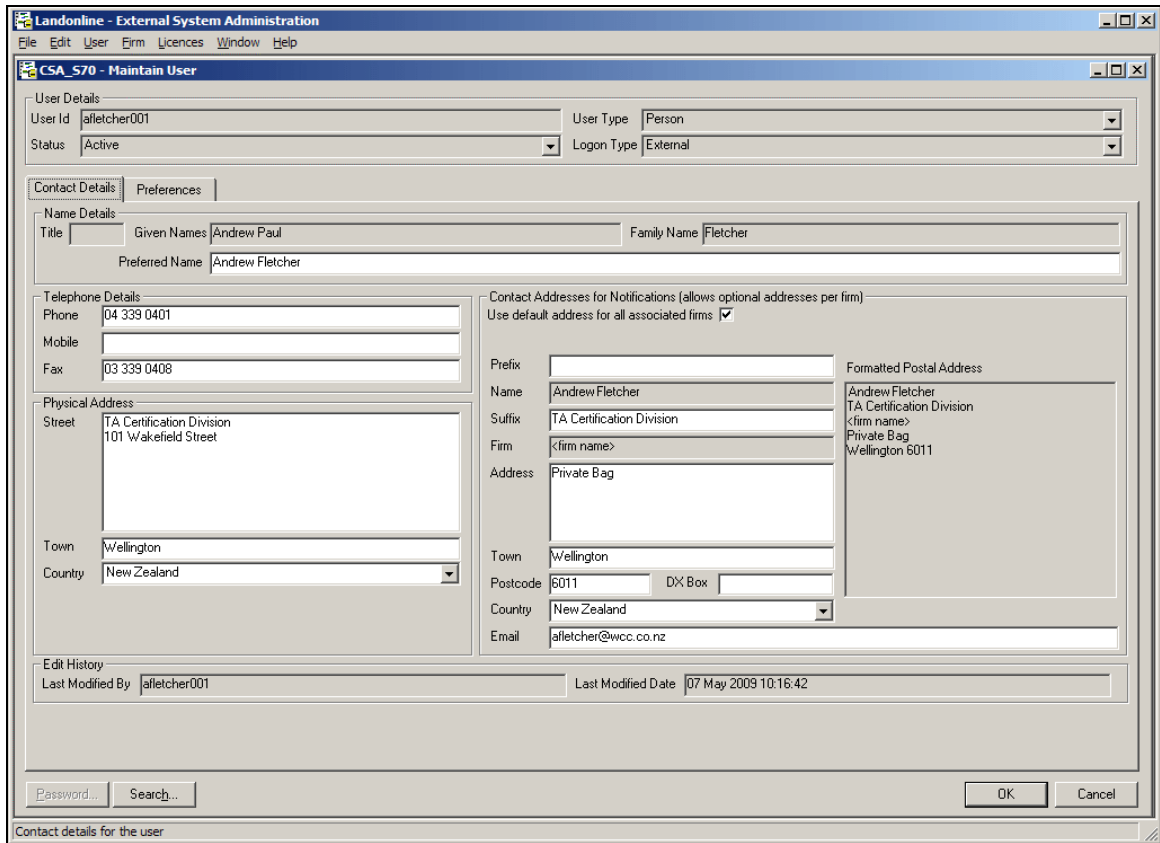 Landonline - External System Administration
File Edit User Firm Licences Window Help
CSA_S70 - Maintain User
User Details
User Id afletcher001 User Type Person
Status Active Logon Type External
Contact Details Preferences
Name Details
Title Given Names Andrew Paul Family Name Fletcher
Preferred Name Andrew Fletcher
Telephone Details
Phone 04 339 0401
Mobile
Fax 03 339 0408
Physical Address
Street TA Certification Division
101 Wakefield Street
Town Wellington
Country New Zealand
Contact Addresses for Notifications (allows optional addresses per firm)
Use default address for all associated firms
Prefix
Name Andrew Fletcher
Suffix TA Certification Division
Firm <firm name>
Address Private Bag
Town Wellington
Postcode 6011 DX Box
Country New Zealand
Email afletcher@wcc.co.nz
Formatted Postal Address
Andrew Fletcher
TA Certification Division
<firm name>
Private Bag
Wellington 6011
Edit History
Last Modified By afletcher001 Last Modified Date 07 May 2009 10:16:42
Password... Search... OK Cancel
Contact details for the user